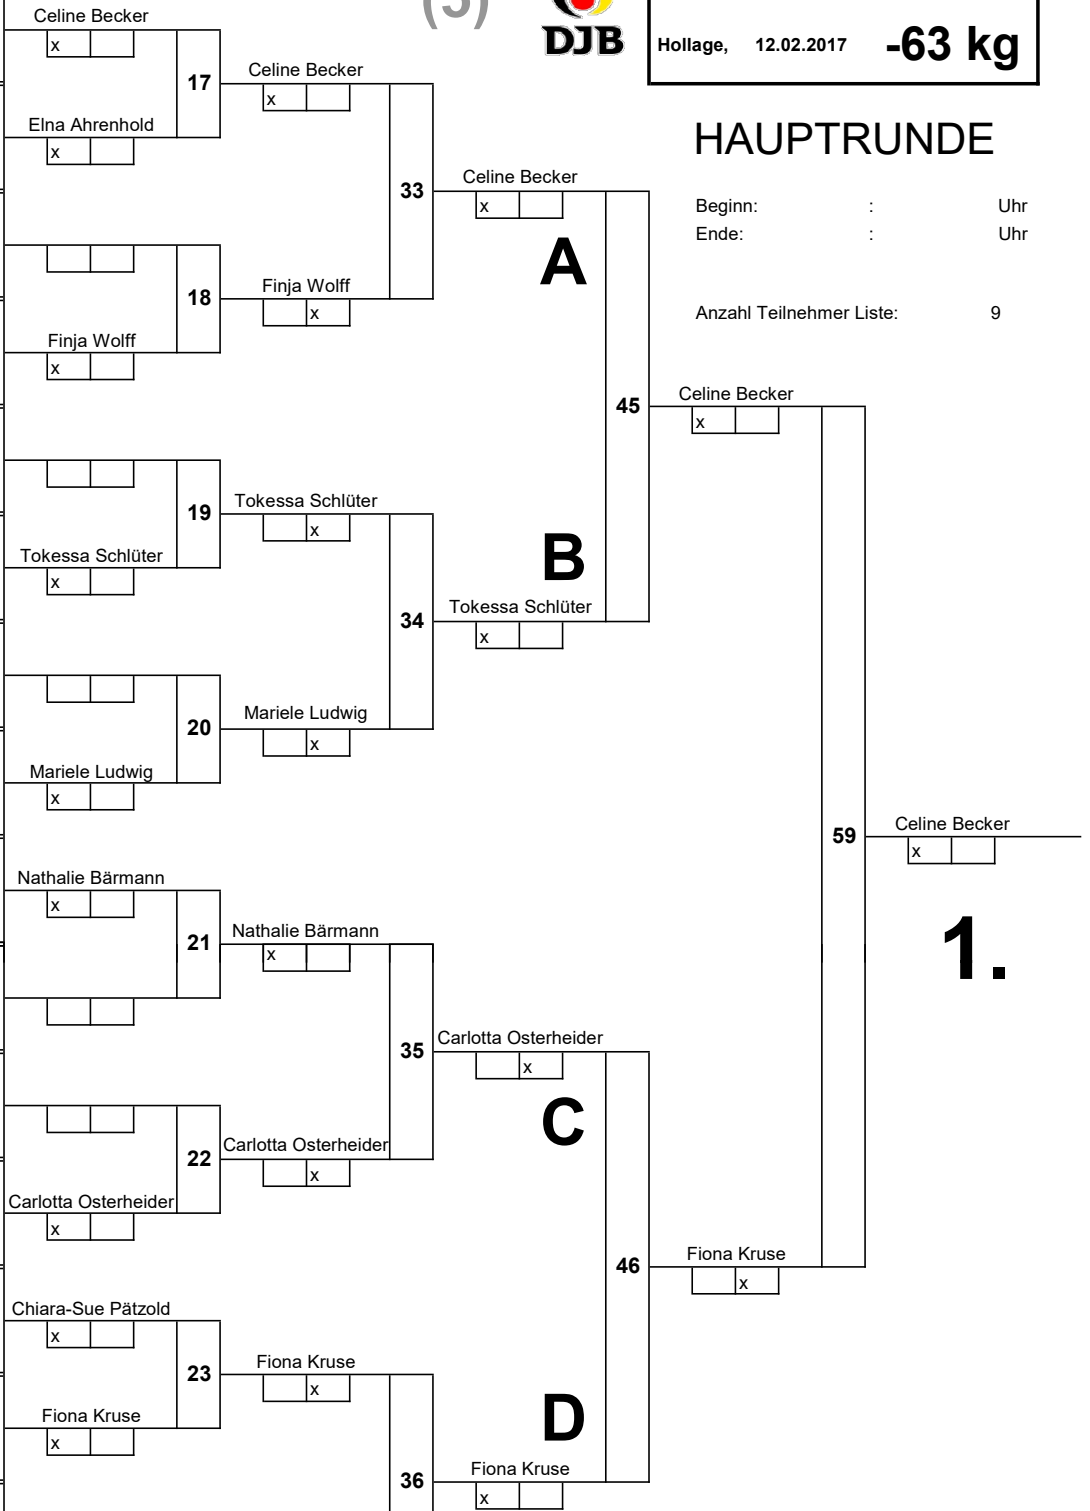 (3)
DJB
Hollage, 12.02.2017 -63 kg
HAUPTRUNDE
Beginn: : Uhr
Ende: : Uhr
Anzahl Teilnehmer Liste: 9
Celine Becker
x
17
Elna Ahrenhold
x
Celine Becker
x
18
Finja Wolff
x
Finja Wolff
x
33
Celine Becker
x
A
19
Tokessa Schlüter
x
Tokessa Schlüter
x
20
Mariele Ludwig
x
Mariele Ludwig
x
34
B
Tokessa Schlüter
x
45
Celine Becker
x
Nathalie Bärmann
x
21
Nathalie Bärmann
x
22
Carlotta Osterheider
x
Carlotta Osterheider
x
35
Carlotta Osterheider
x
C
Chiara-Sue Pätzold
x
23
Fiona Kruse
x
Fiona Kruse
x
36
D
Fiona Kruse
x
46
Fiona Kruse
x
59
Celine Becker
x
1.